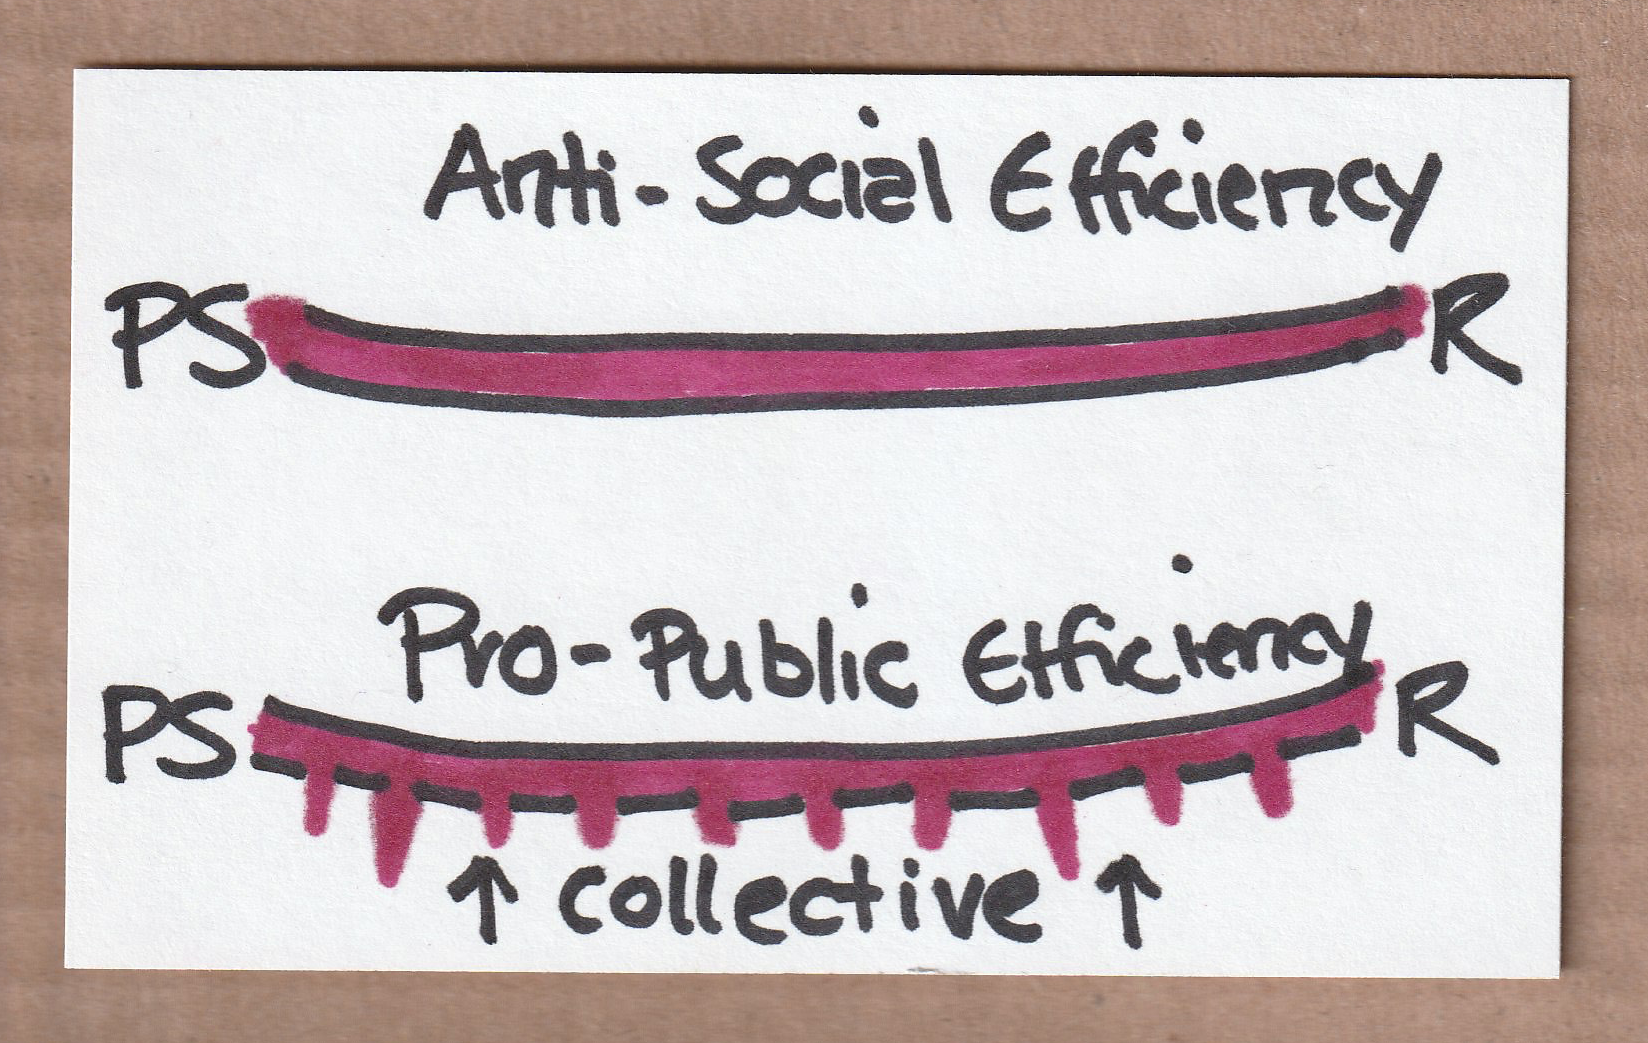 Anti-Social Efficiency
PS R
Pro-Public Efficiency
PS R
↑ collective ↑